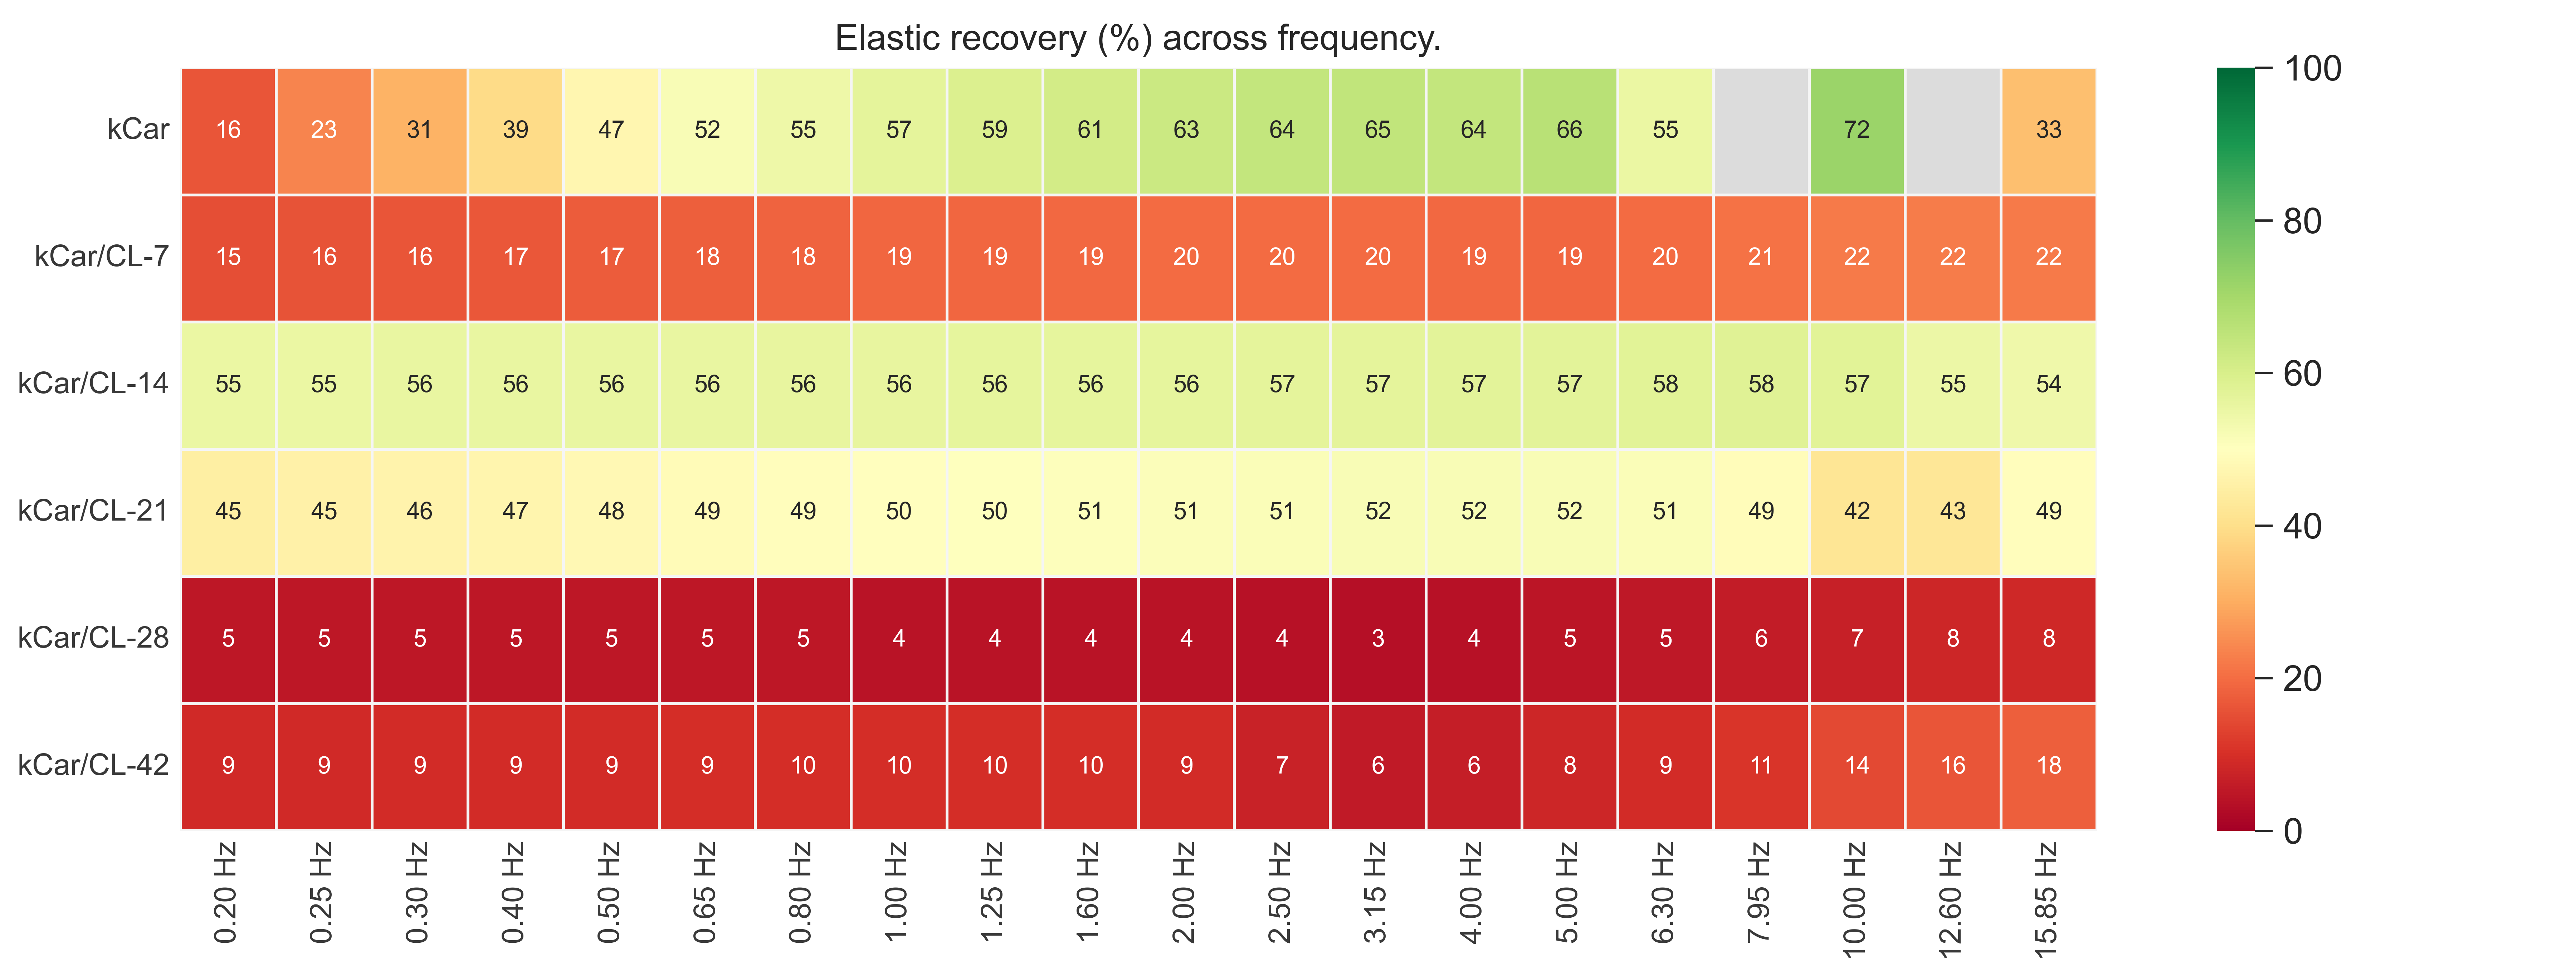 Elastic recovery (%) across frequency.
kCar 16 23 31 39 47 52 55 57 59 61 63 64 65 64 66 55 72 33
kCar/CL-7 15 16 16 17 17 18 18 19 19 19 20 20 20 19 19 20 21 22 22 22
kCar/CL-14 55 55 56 56 56 56 56 56 56 56 56 57 57 57 57 58 58 57 55 54
kCar/CL-21 45 45 46 47 48 49 49 50 50 51 51 51 52 52 52 51 49 42 43 49
kCar/CL-28 5 5 5 5 5 5 5 4 4 4 4 4 3 4 5 5 6 7 8 8
kCar/CL-42 9 9 9 9 9 9 10 10 10 10 9 7 6 6 8 9 11 14 16 18
0.20 Hz 0.25 Hz 0.30 Hz 0.40 Hz 0.50 Hz 0.65 Hz 0.80 Hz 1.00 Hz 1.25 Hz 1.60 Hz 2.00 Hz 2.50 Hz 3.15 Hz 4.00 Hz 5.00 Hz 6.30 Hz 7.95 Hz 10.00 Hz 12.60 Hz 15.85 Hz
100
80
60
40
20
0